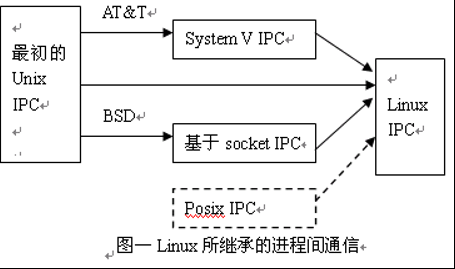 最初的
Unix
IPC
AT&T
System V IPC
BSD
基于 socket IPC
Posix IPC
Linux
IPC
图一 Linux 所继承的进程间通信